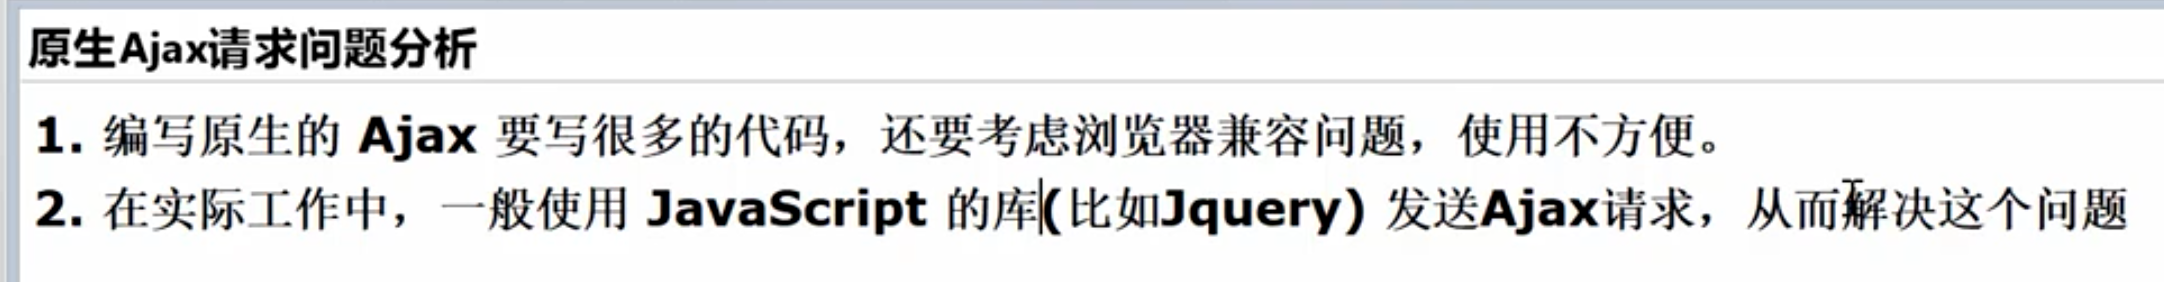 原生Ajax请求问题分析
1. 编写原生的 Ajax 要写很多的代码，还要考虑浏览器兼容问题，使用不方便。
2. 在实际工作中，一般使用 JavaScript 的库(比如Jquery) 发送Ajax请求，从而解决这个问题